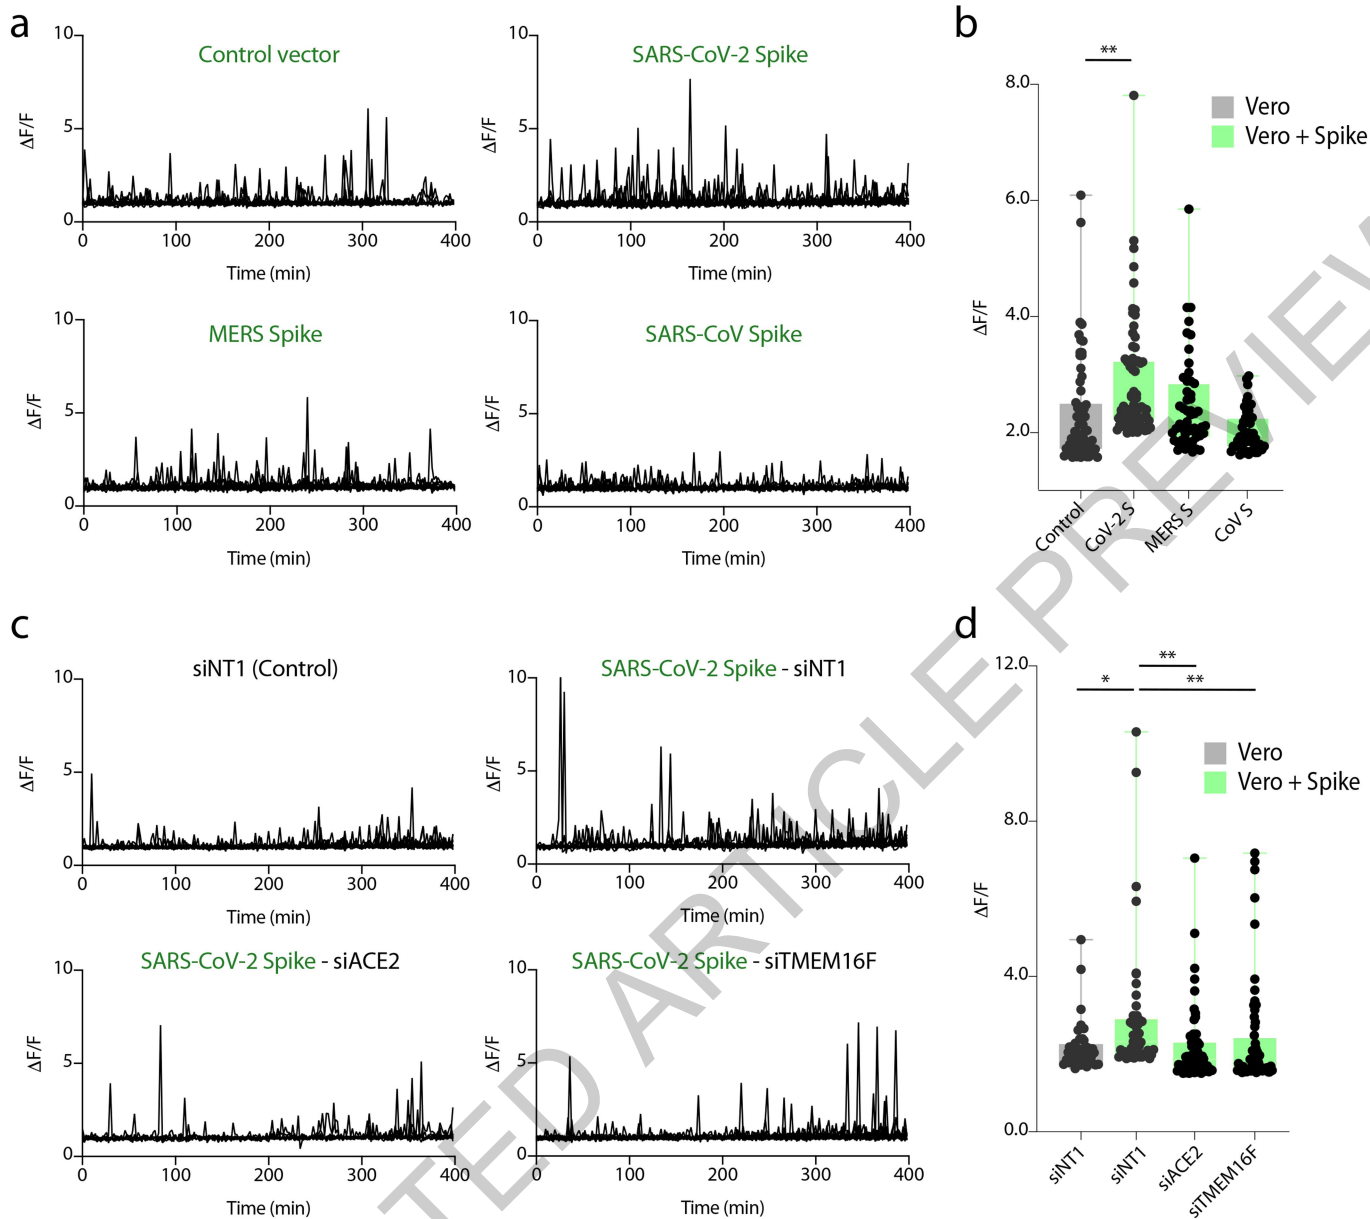 a
Control vector
10
5
0
ΔF/F
0 100 200 300 400
Time (min)
SARS-CoV-2 Spike
10
5
0
ΔF/F
0 100 200 300 400
Time (min)
MERS Spike
10
5
0
ΔF/F
0 100 200 300 400
Time (min)
SARS-CoV Spike
10
5
0
ΔF/F
0 100 200 300 400
Time (min)
b
**
8.0
6.0
4.0
2.0
ΔF/F
Vero
Vero + Spike
Control
CoV-2 S
MERS S
CoV S
c
siNT1 (Control)
10
5
0
ΔF/F
0 100 200 300 400
Time (min)
SARS-CoV-2 Spike - siNT1
10
5
0
ΔF/F
0 100 200 300 400
Time (min)
SARS-CoV-2 Spike - siACE2
10
5
0
ΔF/F
0 100 200 300 400
Time (min)
SARS-CoV-2 Spike - siTMEM16F
10
5
0
ΔF/F
0 100 200 300 400
Time (min)
d
**
* **
12.0
8.0
4.0
0.0
ΔF/F
Vero
Vero + Spike
siNT1
siNT1
siACE2
siTMEM16F
TED ARTICLE PREVIEW